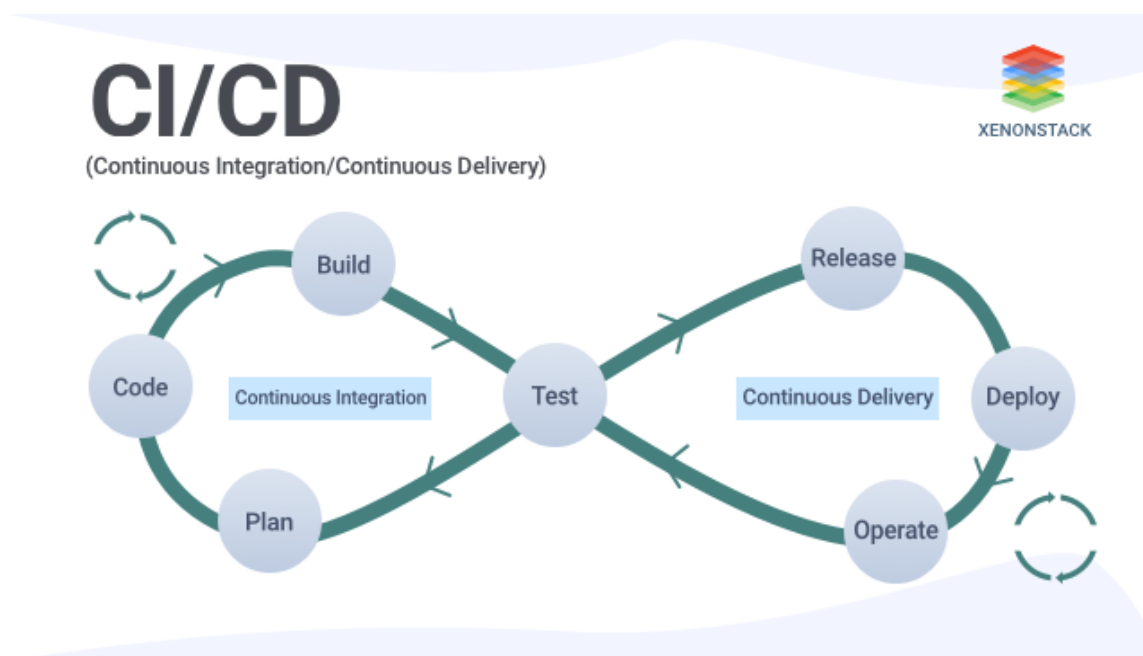 CI/CD
XENONSTACK
(Continuous Integration/Continuous Delivery)
Build
Release
Code
Continuous Integration
Test
Continuous Delivery
Deploy
Plan
Operate